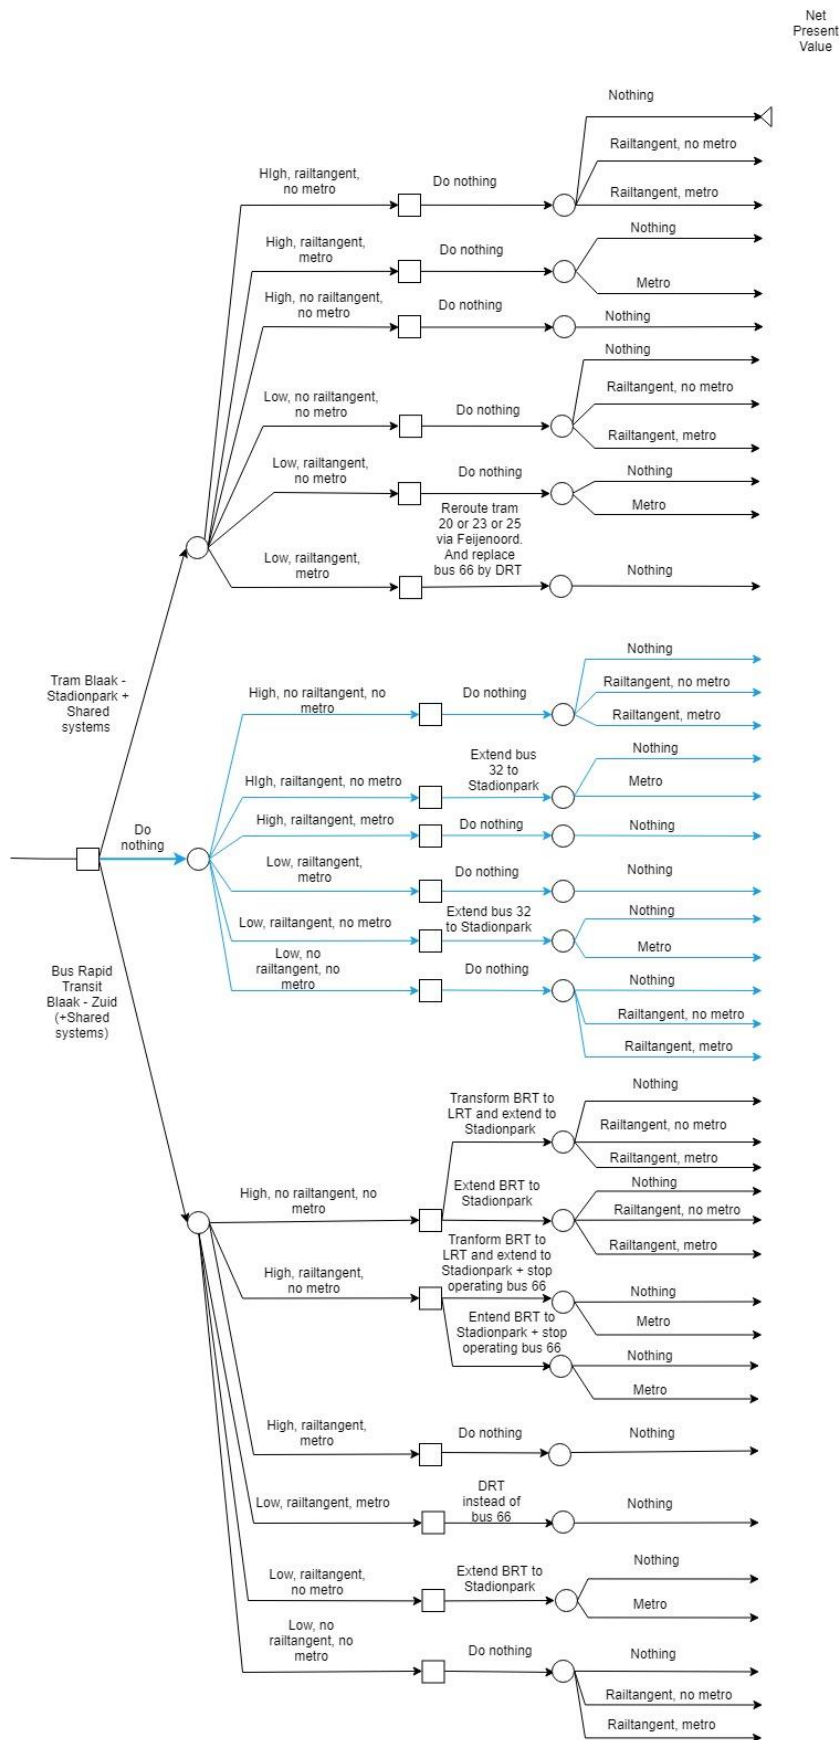 Net
Present
Value
Nothing
Railtangent, no metro
HIgh, railtangent,
no metro
Do nothing
Railtangent, metro
Nothing
High, railtangent,
metro
Do nothing
Metro
High, no railtangent,
no metro
Do nothing
Nothing
Nothing
Railtangent, no metro
Low, no railtangent,
no metro
Do nothing
Railtangent, metro
Low, railtangent,
no metro
Do nothing
Nothing
Metro
Reroute tram
20 or 23 or 25
via Feijenoord.
And replace
bus 66 by DRT
Low, railtangent,
metro
Nothing
Tram Blaak -
Stadionpark +
Shared
systems
Nothing
Railtangent, no metro
High, no railtangent, no
metro
Do nothing
Railtangent, metro
Extend bus
32 to
Stadionpark
Nothing
HIgh, railtangent, no metro
Metro
Do
nothing
High, railtangent, metro
Do nothing
Nothing
Low, railtangent,
metro
Do nothing
Nothing
Low, railtangent, no metro
Extend bus 32
to Stadionpark
Nothing
Metro
Low, no
railtangent, no
metro
Do nothing
Nothing
Railtangent, no metro
Railtangent, metro
Bus Rapid
Transit
Blaak - Zuid
(+Shared
systems)
Transform BRT to
LRT and extend to
Stadionpark
Nothing
Railtangent, no metro
Railtangent, metro
High, no railtangent, no
metro
Extend BRT to
Stadionpark
Nothing
Railtangent, no metro
Railtangent, metro
Tranform BRT to
LRT and extend to
Stadionpark + stop
operating bus 66
High, railtangent,
no metro
Nothing
Metro
Entend BRT to
Stadionpark + stop
operating bus 66
Nothing
Metro
High, railtangent,
metro
Do nothing
Nothing
Low, railtangent, metro
DRT
instead of
bus 66
Nothing
Low, railtangent,
no metro
Extend BRT to
Stadionpark
Nothing
Metro
Low, no
railtangent, no
metro
Do nothing
Nothing
Railtangent, no metro
Railtangent, metro